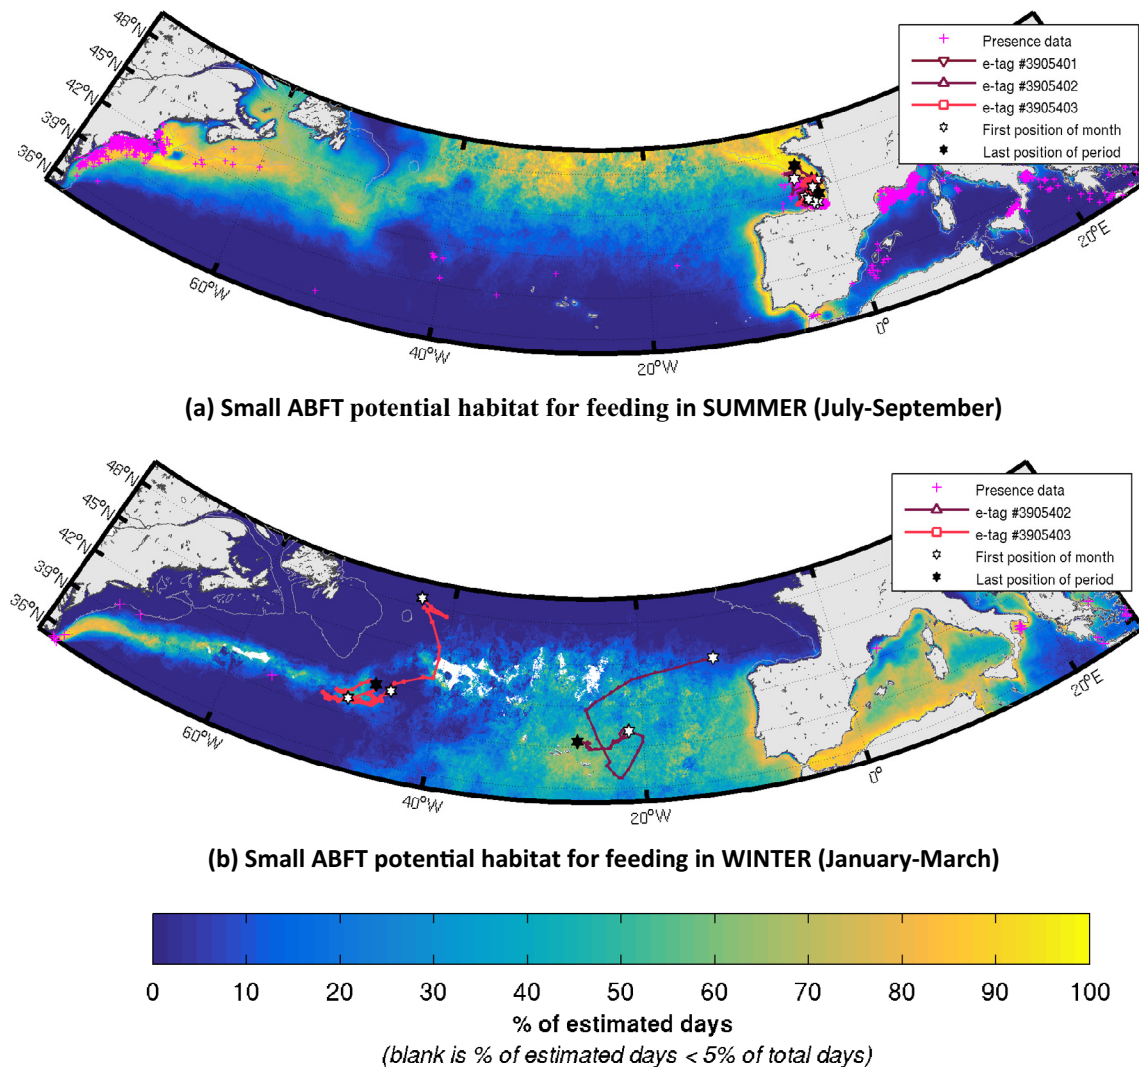 48°N
45°N
42°N
39°N
36°N
60°W
40°W
20°W
0°
20°E
Presence data
e-tag #3905401
e-tag #3905402
e-tag #3905403
First position of month
Last position of period
(a) Small ABFT potential habitat for feeding in SUMMER (July-September)
48°N
45°N
42°N
39°N
36°N
60°W
40°W
20°W
0°
20°E
Presence data
e-tag #3905402
e-tag #3905403
First position of month
Last position of period
(b) Small ABFT potential habitat for feeding in WINTER (January-March)
0 10 20 30 40 50 60 70 80 90 100
% of estimated days
(blank is % of estimated days < 5% of total days)